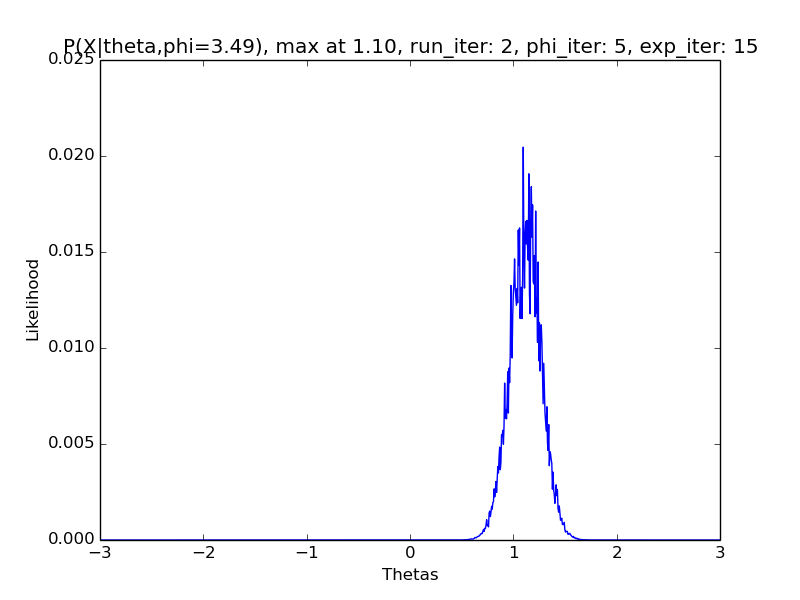 P(X|theta,phi=3.49), max at 1.10, run_iter: 2, phi_iter: 5, exp_iter: 15
0.025
0.020
0.015
0.010
0.005
0.000
Likelihood
−3 −2 −1 0 1 2 3
Thetas